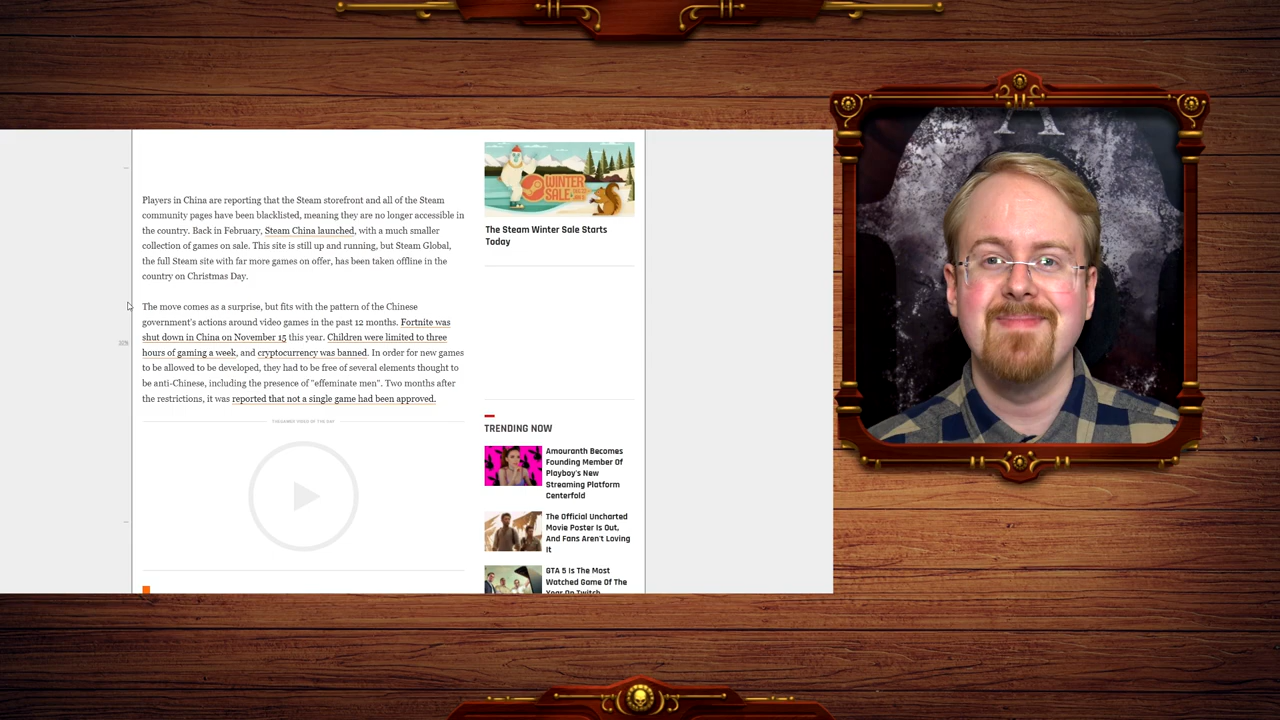 Players in China are reporting that the Steam storefront and all of the Steam
community pages have been blacklisted, meaning they are no longer accessible in
the country. Back in February, Steam China launched, with a much smaller
collection of games on sale. This site is still up and running, but Steam Global,
the full Steam site with far more games on offer, has been taken offline in the
country on Christmas Day.
The move comes as a surprise, but fits with the pattern of the Chinese
government's actions around video games in the past 12 months. Fortnite was
shut down in China on November 15 this year. Children were limited to three
hours of gaming a week, and cryptocurrency was banned. In order for new games
to be allowed to be developed, they had to be free of several elements thought to
be anti-Chinese, including the presence of "effeminate men". Two months after
the restrictions, it was reported that not a single game had been approved.
THEGAMER VIDEO OF THE DAY
WINTER
SALE
The Steam Winter Sale Starts
Today
TRENDING NOW
Amouranth Becomes
Founding Member Of
Playboy's New
Streaming Platform
Centerfold
The Official Uncharted
Movie Poster Is Out,
And Fans Aren't Loving
It
GTA 5 Is The Most
Watched Game Of The
Year On Twitch